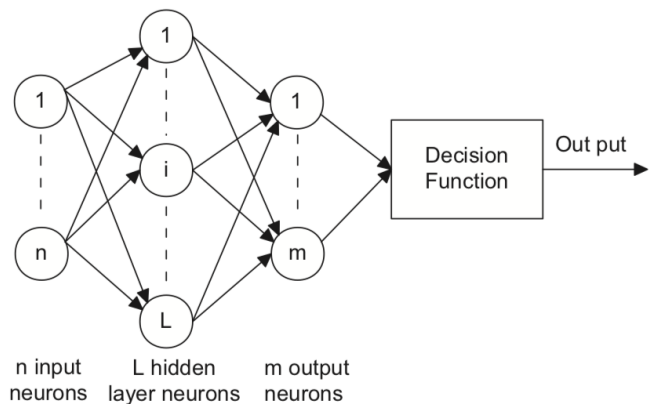 1
1
1
i
n
m
L
Decision
Function
Out put
n input
neurons
L hidden
layer neurons
m output
neurons